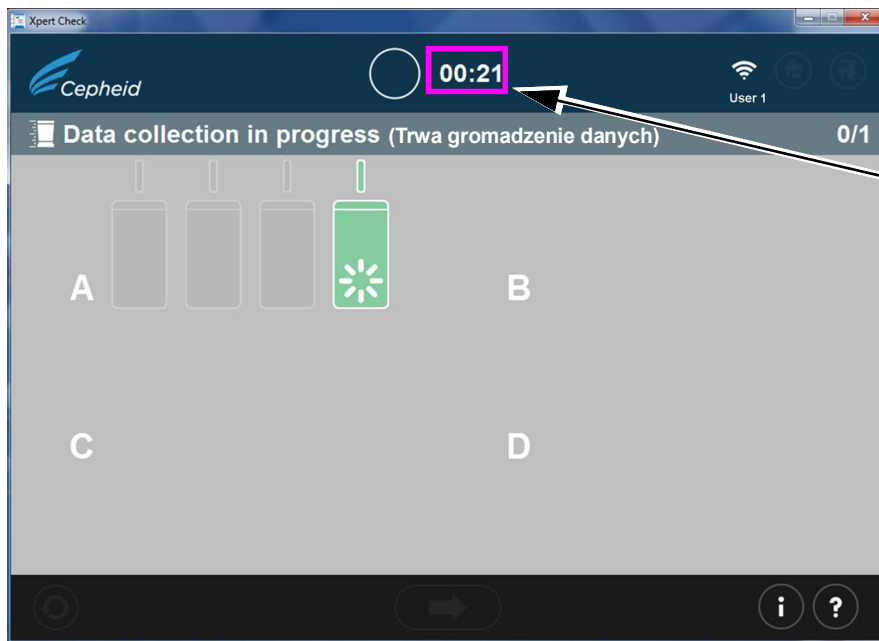 Xpert Check
Cepheid
00:21
User 1
Data collection in progress (Trwa gromadzenie danych)
0/1
A
B
C
D
i
?